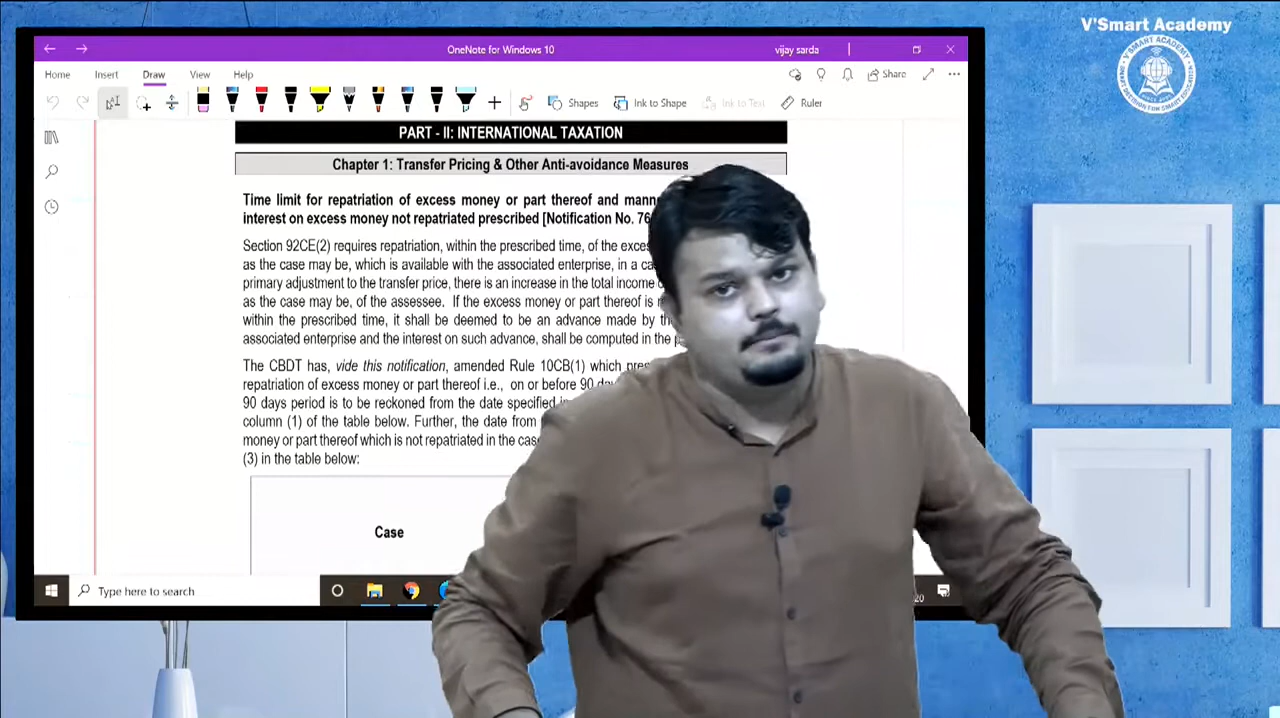 V'Smart Academy
OneNote for Windows 10
vijay sarda
Home
Insert
Draw
View
Help
Share
Shapes
Ink to Shape
Ink to Text
Ruler
PART - II: INTERNATIONAL TAXATION
Chapter 1: Transfer Pricing & Other Anti-avoidance Measures
Time limit for repatriation of excess money or part thereof and
interest on excess money not repatriated prescribed [Notification No. 76
Section 92CE(2) requires repatriation, within the prescribed time, of the
as the case may be, which is available with the associated enterprise, in a
primary adjustment to the transfer price, there is an increase in the total income
as the case may be, of the assessee. If the excess money or part thereof is
within the prescribed time, it shall be deemed to be an advance made by
associated enterprise and the interest on such advance, shall be computed in the
The CBDT has, vide this notification, amended Rule 10CB(1) which
repatriation of excess money or part thereof i.e., on or before 90
90 days period is to be reckoned from the date specified
column (1) of the table below. Further, the date from
money or part thereof which is not repatriated in the
(3) in the table below:
Case
Type here to search
20